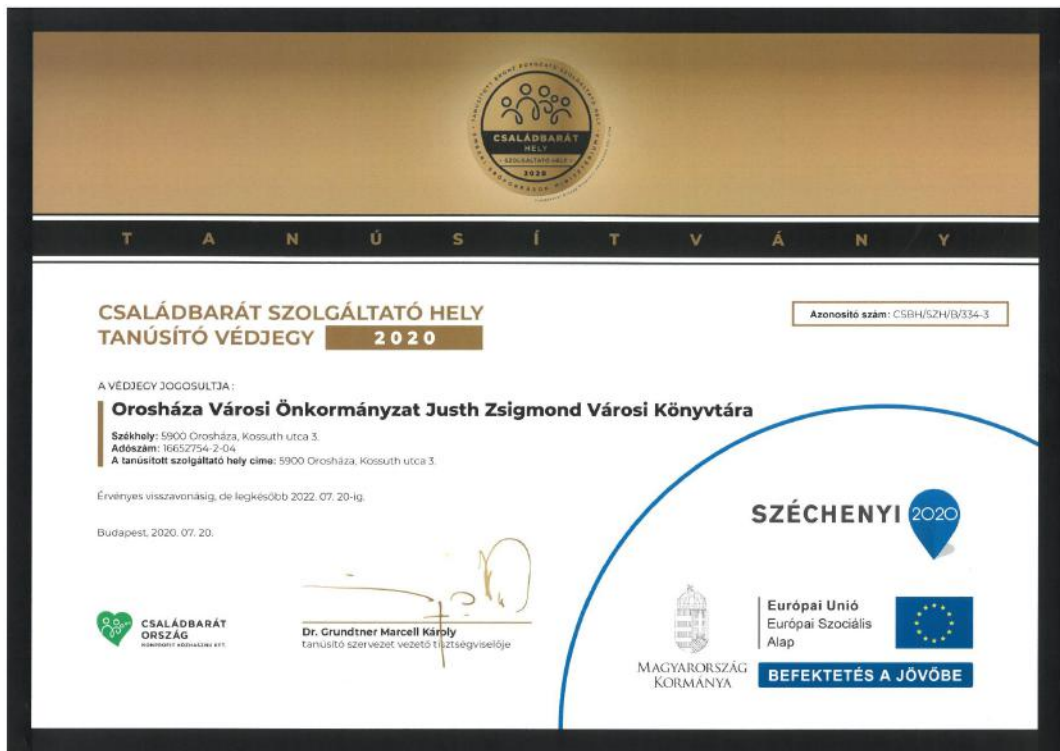 CSALÁDBARÁT
HELY
SZOLGÁLTATÓ HELY
2020
TANÚSÍTVÁNY
CSALÁDBARÁT SZOLGÁLTATÓ HELY
TANÚSÍTÓ VÉDJEGY 2020
Azonosító szám: CSBH/SZH/B/334-3
A VÉDJEGY JOGOSULTJA :
Orosháza Városi Önkormányzat Justh Zsigmond Városi Könyvtára
Székhely: 5900 Orosháza, Kossuth utca 3.
Adószám: 16652754-2-04
A tanúsított szolgáltató hely címe: 5900 Orosháza, Kossuth utca 3.
Érvényes visszavonásig, de legkésőbb 2022. 07. 20-ig.
Budapest, 2020. 07. 20.
SZÉCHENYI 2020
CSALÁDBARÁT
ORSZÁG
NONPROFIT KÖZHASZNÚ KFT.
Dr. Grundtner Marcell Károly
tanúsító szervezet vezető tisztségviselője
MAGYARORSZÁG
KORMÁNYA
Európai Unió
Európai Szociális
Alap
BEFEKTETÉS A JÖVŐBE